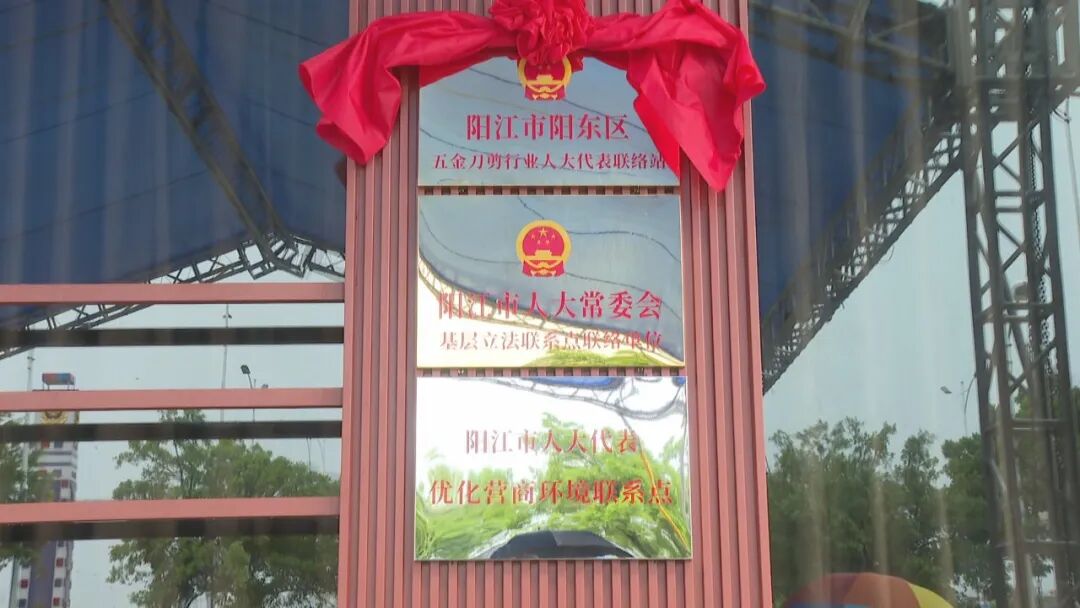 阳江市阳东区
五金刀剪行业人大代表联络站
阳江市人大常委会
基层立法联系点联络单位
阳江市人大代表
优化营商环境联系点